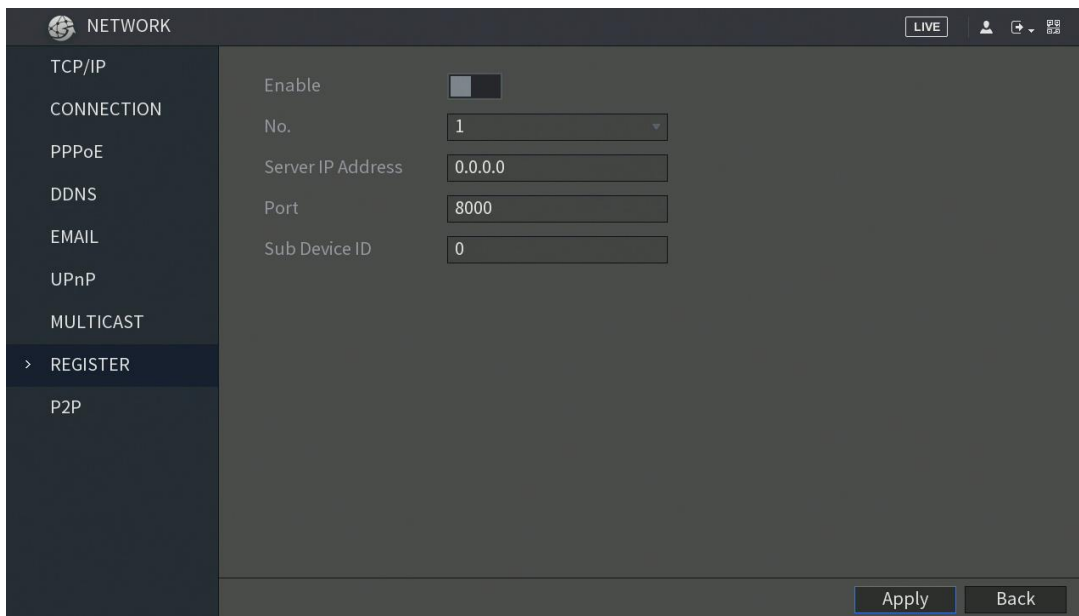 NETWORK
LIVE
TCP/IP
CONNECTION
PPPoE
DDNS
EMAIL
UPnP
MULTICAST
REGISTER
P2P
Enable
No. 1
Server IP Address 0.0.0.0
Port 8000
Sub Device ID 0
Apply Back